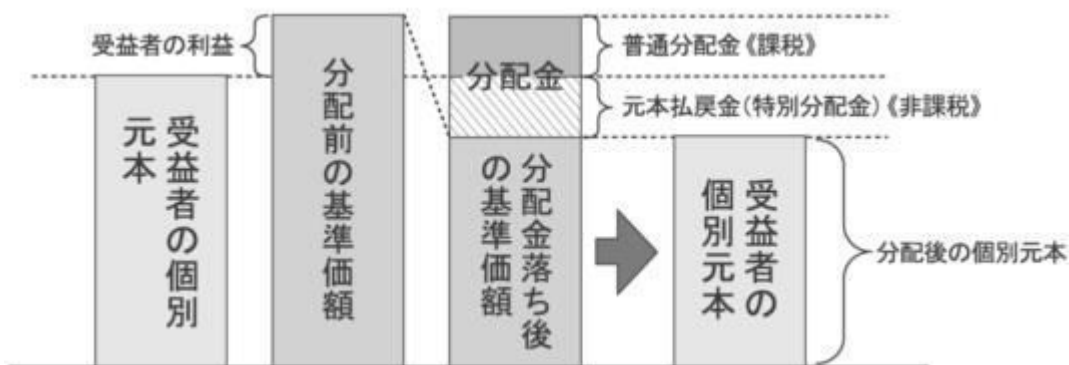 受益者の利益
受益者の個別
元本
分配前の基準価額
分配金
分配金落ち後
の基準価額
普通分配金《課税》
元本払戻金(特別分配金)《非課税》
受益者の
個別元本
分配後の個別元本